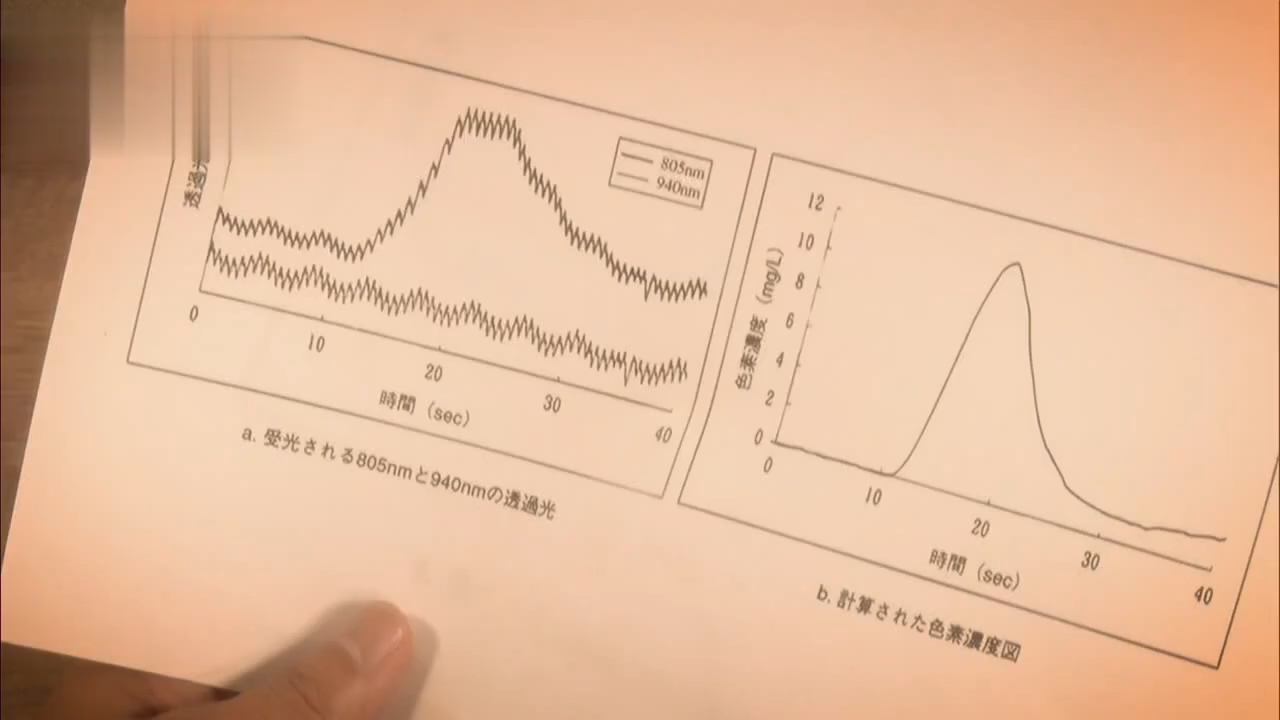 透過光
805nm
940nm
0
10
20
30
40
時間 (sec)
a. 受光される805nmと940nmの透過光
12
10
8
6
4
2
0
色素濃度 (mg/L)
0
10
20
30
40
時間 (sec)
b. 計算された色素濃度図